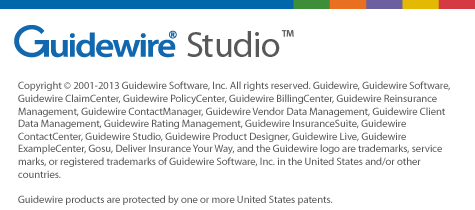 Guidewire® Studio™
Copyright © 2001-2013 Guidewire Software, Inc. All rights reserved. Guidewire, Guidewire Software,
Guidewire ClaimCenter, Guidewire PolicyCenter, Guidewire BillingCenter, Guidewire Reinsurance
Management, Guidewire ContactManager, Guidewire Vendor Data Management, Guidewire Client
Data Management, Guidewire Rating Management, Guidewire InsuranceSuite, Guidewire
ContactCenter, Guidewire Studio, Guidewire Product Designer, Guidewire Live, Guidewire
ExampleCenter, Gosu, Deliver Insurance Your Way, and the Guidewire logo are trademarks, service
marks, or registered trademarks of Guidewire Software, Inc. in the United States and/or other
countries.
Guidewire products are protected by one or more United States patents.